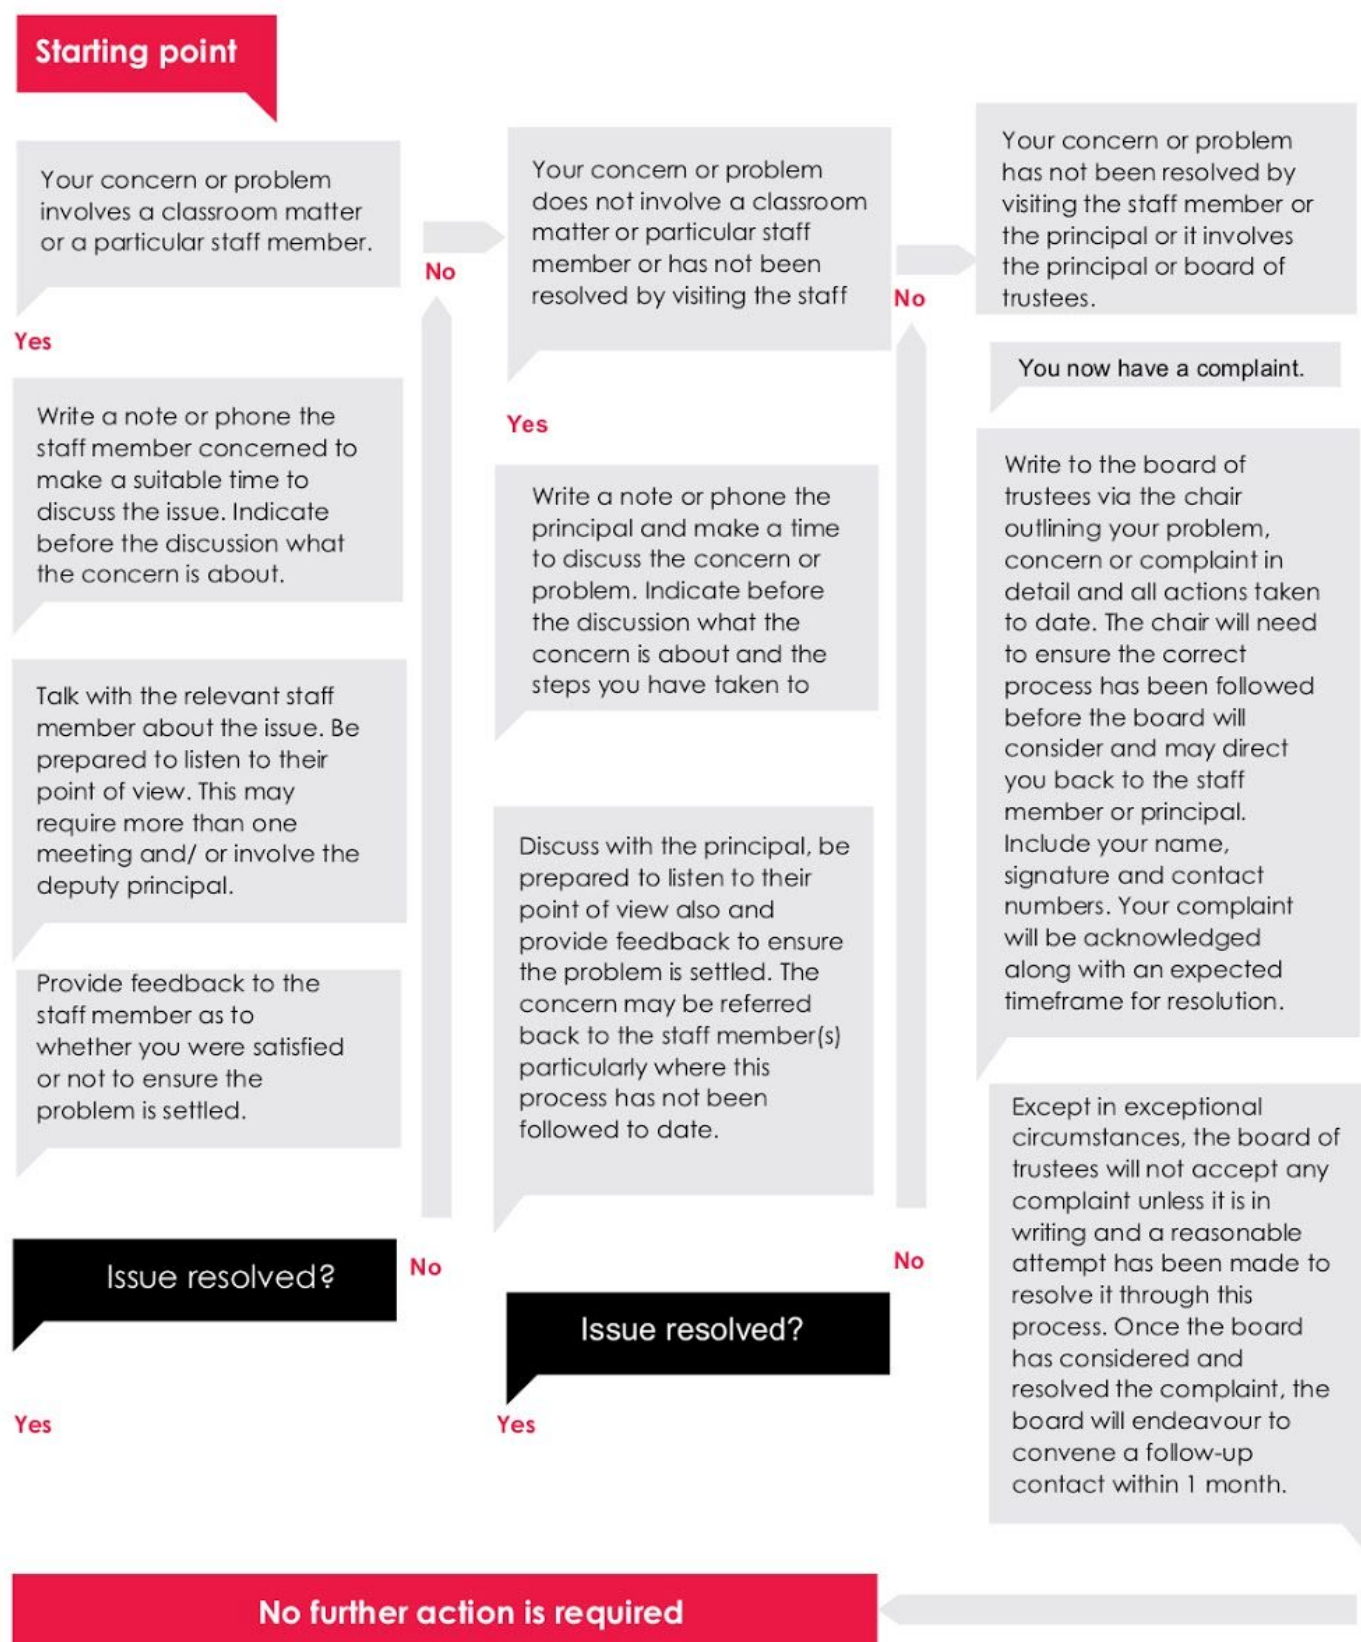 Starting point
Your concern or problem
involves a classroom matter
or a particular staff member.
Yes
Write a note or phone the
staff member concerned to
make a suitable time to
discuss the issue. Indicate
before the discussion what
the concern is about.
Talk with the relevant staff
member about the issue. Be
prepared to listen to their
point of view. This may
require more than one
meeting and/ or involve the
deputy principal.
Provide feedback to the
staff member as to
whether you were satisfied
or not to ensure the
problem is settled.
Issue resolved?
No
Yes
No
Your concern or problem
does not involve a classroom
matter or particular staff
member or has not been
resolved by visiting the staff
Yes
Write a note or phone the
principal and make a time
to discuss the concern or
problem. Indicate before
the discussion what the
concern is about and the
steps you have taken to
Discuss with the principal, be
prepared to listen to their
point of view also and
provide feedback to ensure
the problem is settled. The
concern may be referred
back to the staff member(s)
particularly where this
process has not been
followed to date.
Issue resolved?
No
Yes
No
Your concern or problem
has not been resolved by
visiting the staff member or
the principal or it involves
the principal or board of
trustees.
You now have a complaint.
Write to the board of
trustees via the chair
outlining your problem,
concern or complaint in
detail and all actions taken
to date. The chair will need
to ensure the correct
process has been followed
before the board will
consider and may direct
you back to the staff
member or principal.
Include your name,
signature and contact
numbers. Your complaint
will be acknowledged
along with an expected
timeframe for resolution.
Except in exceptional
circumstances, the board of
trustees will not accept any
complaint unless it is in
writing and a reasonable
attempt has been made to
resolve it through this
process. Once the board
has considered and
resolved the complaint, the
board will endeavour to
convene a follow-up
contact within 1 month.
No further action is required